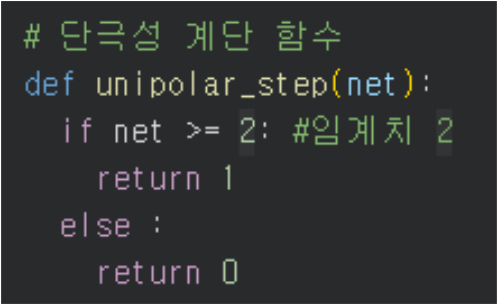 # 단극성 계단 함수
def unipolar_step(net):
  if net >= 2: #임계치 2
    return 1
  else :
    return 0